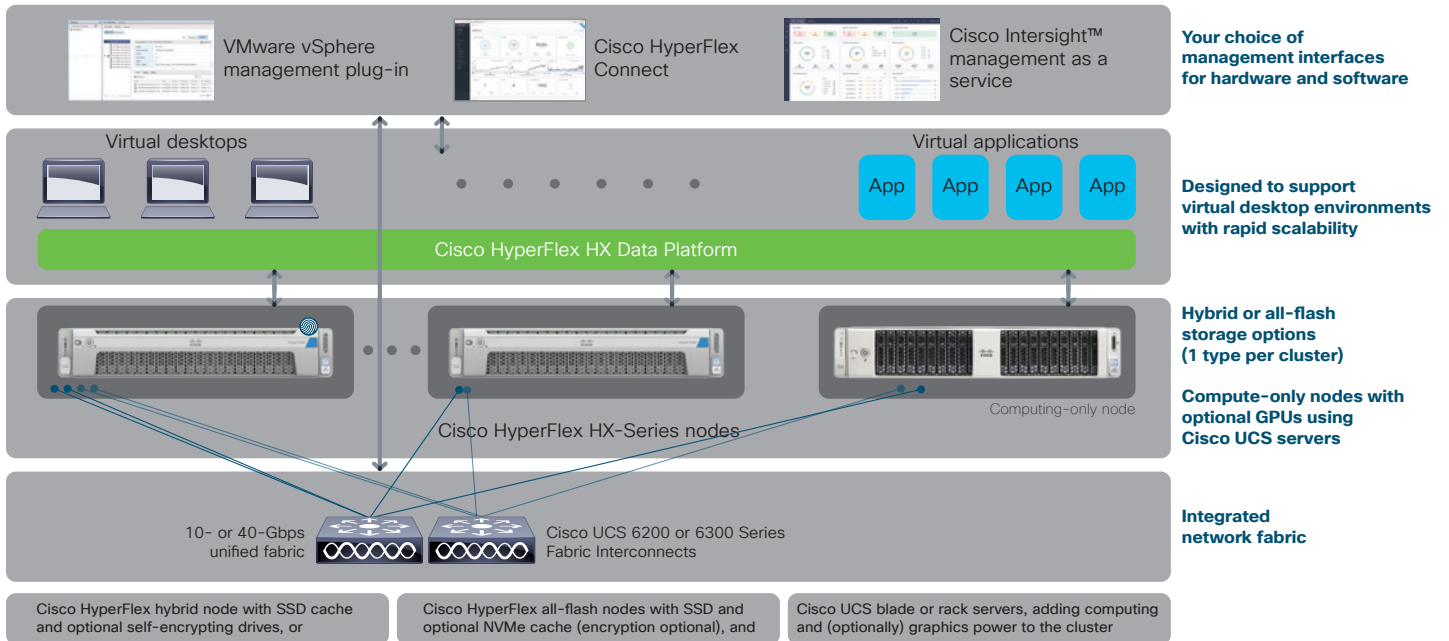 VMware vSphere
management plug-in
Cisco HyperFlex
Connect
Cisco Intersight™
management as a
service
Your choice of
management interfaces
for hardware and software
Virtual desktops
Virtual applications
App
App
App
App
Cisco HyperFlex HX Data Platform
Designed to support
virtual desktop environments
with rapid scalability
Computing-only node
Cisco HyperFlex HX-Series nodes
Hybrid or all-flash
storage options
(1 type per cluster)
Compute-only nodes with
optional GPUs using
Cisco UCS servers
10- or 40-Gbps
unified fabric
Cisco UCS 6200 or 6300 Series
Fabric Interconnects
Integrated
network fabric
Cisco HyperFlex hybrid node with SSD cache
and optional self-encrypting drives, or
Cisco HyperFlex all-flash nodes with SSD and
optional NVMe cache (encryption optional), and
Cisco UCS blade or rack servers, adding computing
and (optionally) graphics power to the cluster